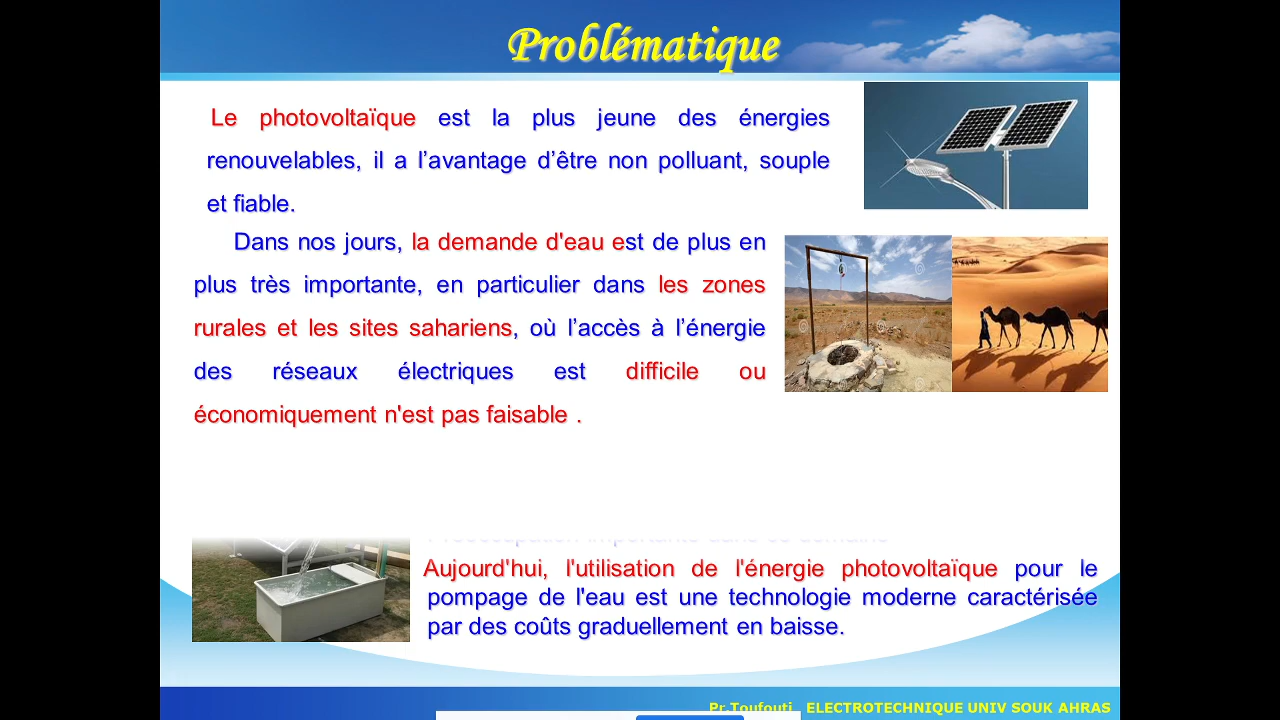 Problématique
Le photovoltaïque est la plus jeune des énergies
renouvelables, il a l’avantage d’être non polluant, souple
et fiable.
Dans nos jours, la demande d'eau est de plus en
plus très importante, en particulier dans les zones
rurales et les sites sahariens, où l’accès à l’énergie
des réseaux électriques est difficile ou
économiquement n'est pas faisable .
Aujourd'hui, l'utilisation de l'énergie photovoltaïque pour le
pompage de l'eau est une technologie moderne caractérisée
par des coûts graduellement en baisse.
Pr.Toufouti ELECTROTECHNIQUE UNIV SOUK AHRAS